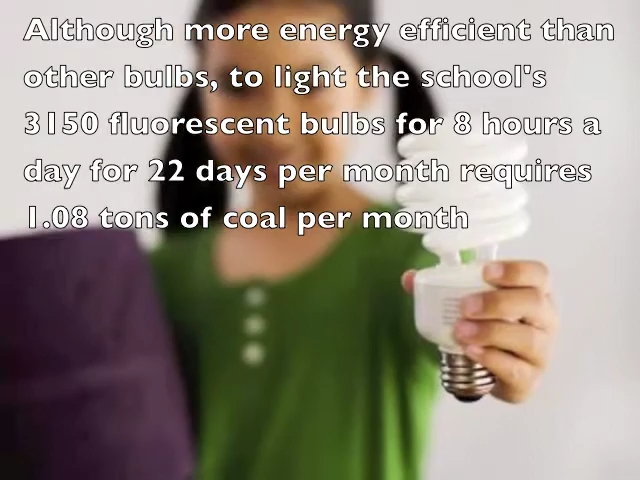 Although more energy efficient than
other bulbs, to light the school's
3150 fluorescent bulbs for 8 hours a
day for 22 days per month requires
1.08 tons of coal per month